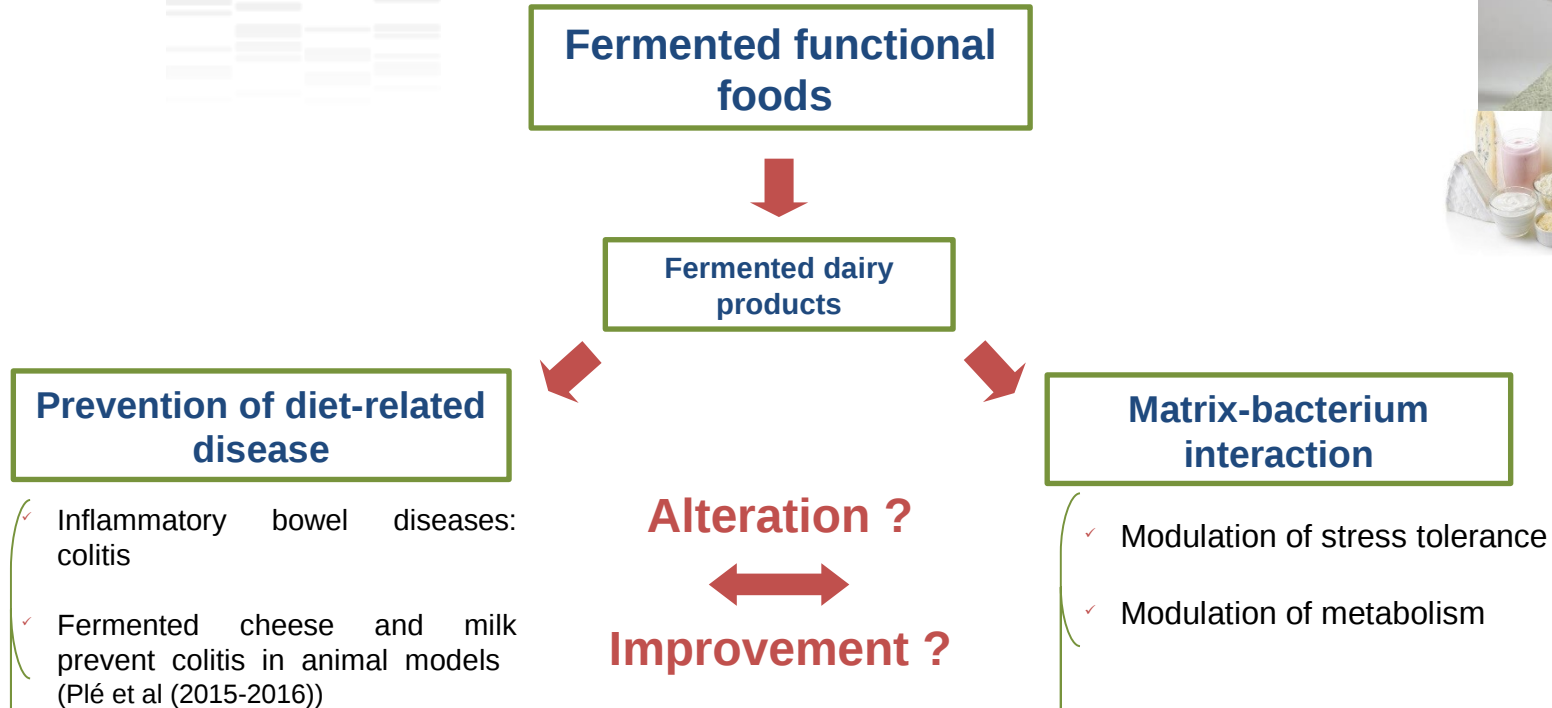 Fermented functional
foods
Fermented dairy
products
Prevention of diet-related
disease
Matrix-bacterium
interaction
Inflammatory bowel diseases:
colitis
Fermented cheese and milk
prevent colitis in animal models
(Plé et al (2015-2016))
Alteration ?
Improvement ?
Modulation of stress tolerance
Modulation of metabolism